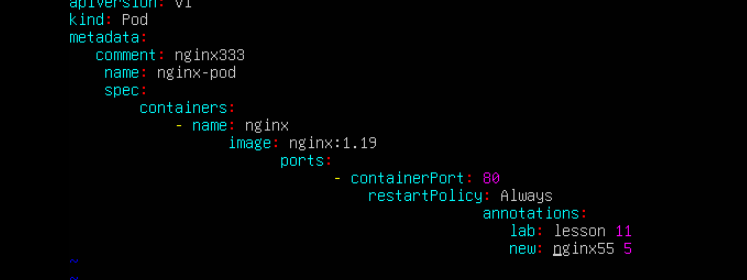 apiVersion: v1
kind: Pod
metadata:
comment: nginx333
name: nginx-pod
spec:
containers:
- name: nginx
image: nginx:1.19
ports:
- containerPort: 80
restartPolicy: Always
annotations:
lab: lesson 11
new: nginx55 5
~
~